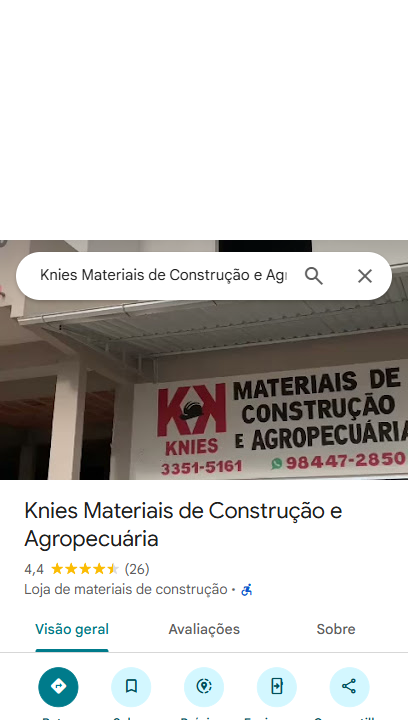 Knies Materiais de Construção e Agr
KK
MATERIAIS DE
CONSTRUÇÃO
KNIES
E AGROPECUÁRIA
3351-5161
98447-2850
Knies Materiais de Construção e
Agropecuária
4,4 (26)
Loja de materiais de construção ·
Visão geral
Avaliações
Sobre